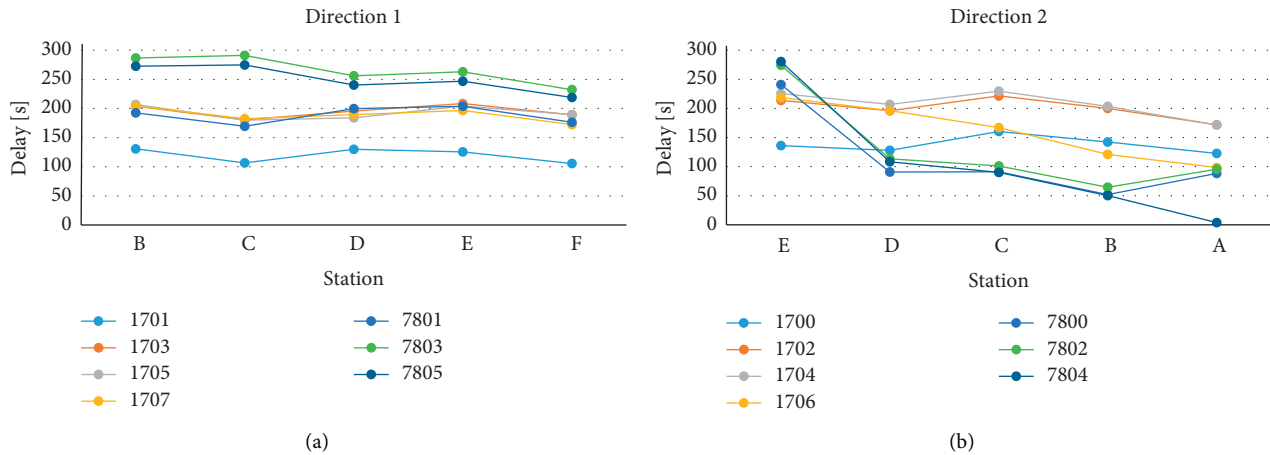 Direction 1
300
250
200
150
100
50
0
Delay [s]
B C D E F
Station
1701 7801
1703 7803
1705 7805
1707
(a)
Direction 2
300
250
200
150
100
50
0
Delay [s]
E D C B A
Station
1700 7800
1702 7802
1704 7804
1706
(b)